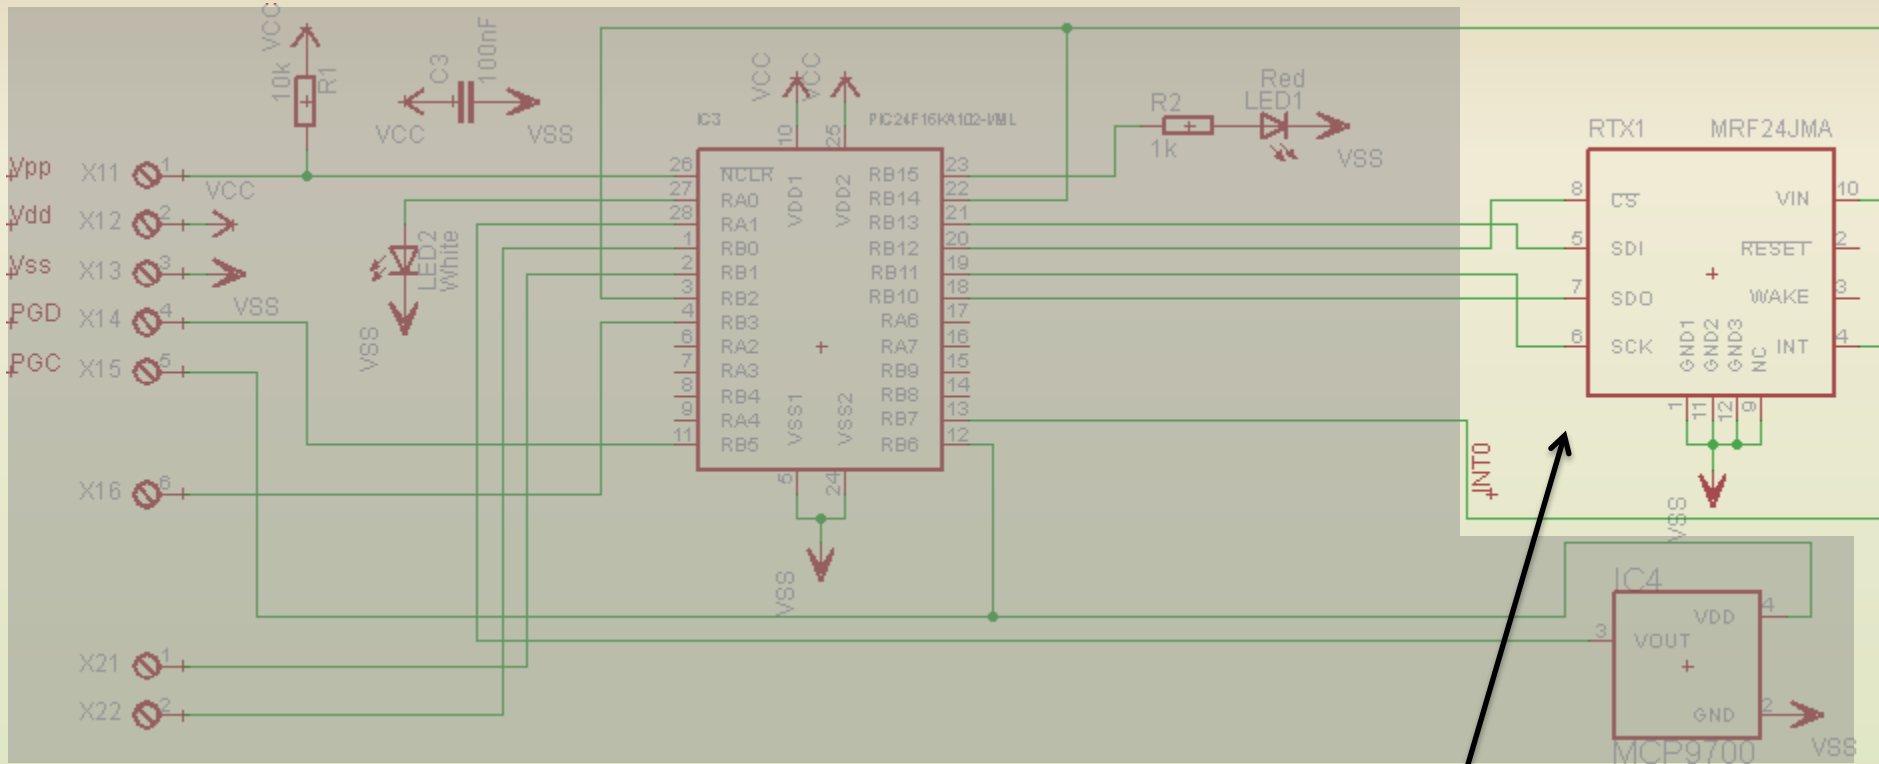 VCC
10k
R1
C3
100nF
VCC
VSS
VCC
VCC
IC3
PIC24F16KA102-I/ML
10
25
R2
1k
Red
LED1
VSS
RTX1
MRF24JMA
Vpp X11 1
VCC
Vdd X12 2
Vss X13 3
VSS
PGD X14 4
PGC X15 5
X16 6
X21 1
X22 2
LED2
White
VSS
26 NCLR
27 RA0
28 RA1
1 RB0
2 RB1
3 RB2
4 RB3
6 RA2
7 RA3
8 RB4
9 RA4
11 RB5
VDD1
VDD2
VSS1
VSS2
RB15 23
RB14 22
RB13 21
RB12 20
RB11 19
RB10 18
RA6 17
RA7 16
RB9 15
RB8 14
RB7 13
RB6 12
5
24
VSS
8 CS
5 SDI
7 SDO
6 SCK
VIN 10
RESET 2
WAKE 3
INT 4
GND1
GND2
GND3
NC
1
11
12
9
VSS
INT0
IC4
VDD 4
3 VOUT
GND 2
MCP9700
VSS